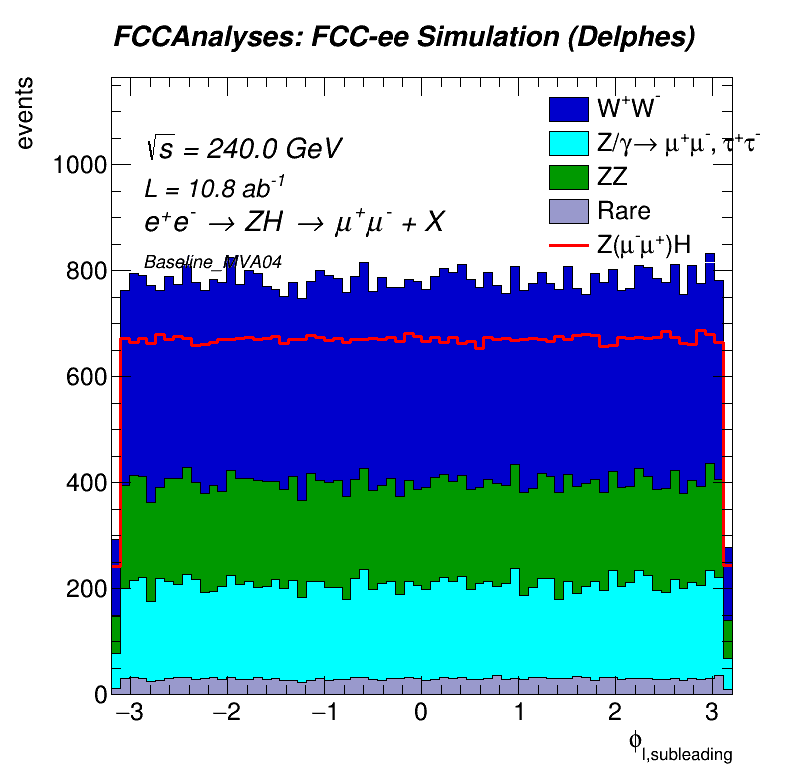 FCCAnalyses: FCC-ee Simulation (Delphes)
events
√s = 240.0 GeV
L = 10.8 ab⁻¹
e⁺e⁻ → ZH → μ⁺μ⁻ + X
Baseline_MVA04
W⁺W⁻
Z/γ→ μ⁺μ⁻, τ⁺τ⁻
ZZ
Rare
Z(μ⁻μ⁺)H
1000
800
600
400
200
0
−3 −2 −1 0 1 2 3
ϕ l,subleading